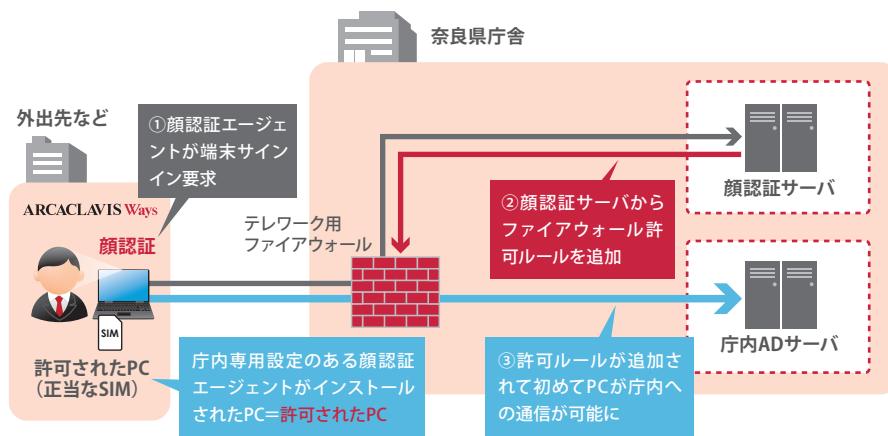 奈良県庁舎
外出先など
①顔認証エージェ
ントが端末サイン
イン要求
ARCACLAVIS Ways
顔認証
テレワーク用
ファイアウォール
②顔認証サーバから
ファイアウォール許
可ルールを追加
顔認証サーバ
SIM
許可されたPC
（正当なSIM）
庁内専用設定のある顔認証
エージェントがインストール
されたPC＝許可されたPC
③許可ルールが追加さ
れて初めてPCが庁内へ
の通信が可能に
庁内ADサーバ